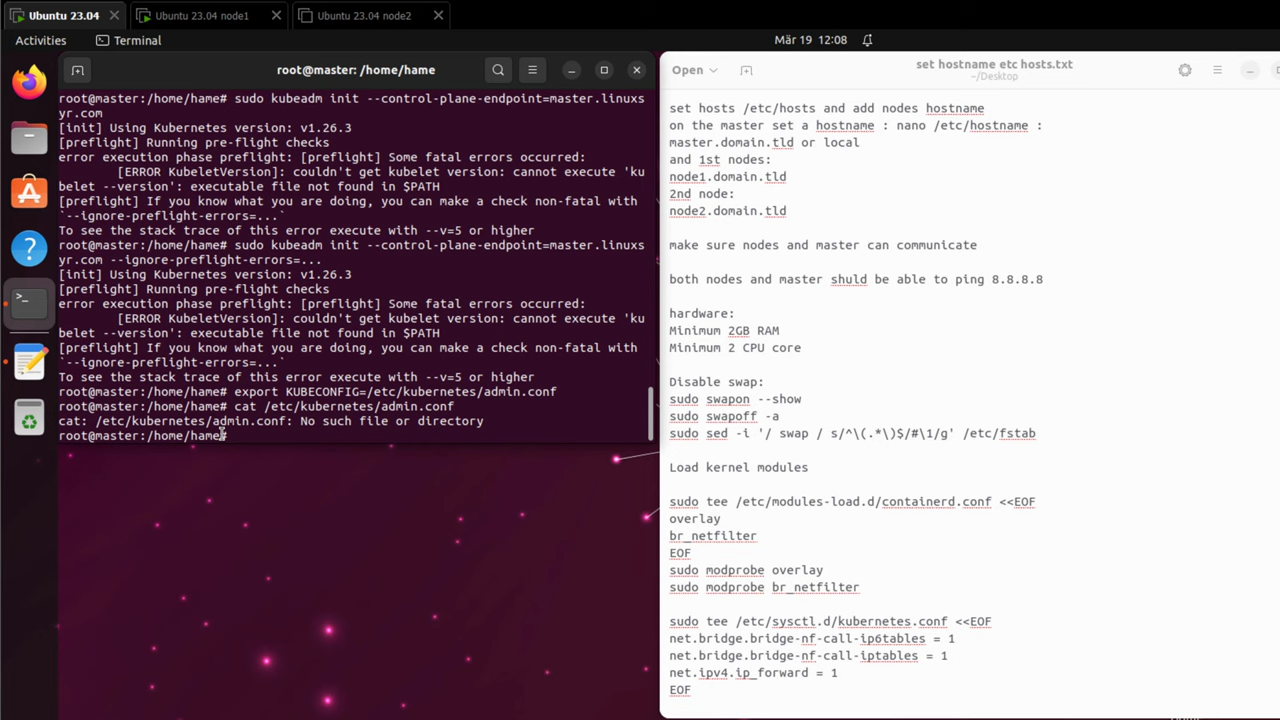 Ubuntu 23.04
Ubuntu 23.04 node1
Ubuntu 23.04 node2
Activities
Terminal
Mär 19 12:08
root@master: /home/hame
root@master:/home/hame# sudo kubeadm init --control-plane-endpoint=master.linuxs
yr.com
[init] Using Kubernetes version: v1.26.3
[preflight] Running pre-flight checks
error execution phase preflight: [preflight] Some fatal errors occurred:
[ERROR KubeletVersion]: couldn't get kubelet version: cannot execute 'ku
belet --version': executable file not found in $PATH
[preflight] If you know what you are doing, you can make a check non-fatal with
`--ignore-preflight-errors=...`
To see the stack trace of this error execute with --v=5 or higher
root@master:/home/hame# sudo kubeadm init --control-plane-endpoint=master.linuxs
yr.com --ignore-preflight-errors=...
[init] Using Kubernetes version: v1.26.3
[preflight] Running pre-flight checks
error execution phase preflight: [preflight] Some fatal errors occurred:
[ERROR KubeletVersion]: couldn't get kubelet version: cannot execute 'ku
belet --version': executable file not found in $PATH
[preflight] If you know what you are doing, you can make a check non-fatal with
`--ignore-preflight-errors=...`
To see the stack trace of this error execute with --v=5 or higher
root@master:/home/hame# export KUBECONFIG=/etc/kubernetes/admin.conf
root@master:/home/hame# cat /etc/kubernetes/admin.conf
cat: /etc/kubernetes/admin.conf: No such file or directory
root@master:/home/hame#
Open
set hostname etc hosts.txt
~/Desktop
set hosts /etc/hosts and add nodes hostname
on the master set a hostname : nano /etc/hostname :
master.domain.tld or local
and 1st nodes:
node1.domain.tld
2nd node:
node2.domain.tld
make sure nodes and master can communicate
both nodes and master shuld be able to ping 8.8.8.8
hardware:
Minimum 2GB RAM
Minimum 2 CPU core
Disable swap:
sudo swapon --show
sudo swapoff -a
sudo sed -i '/ swap / s/^\(.*\)$/#\1/g' /etc/fstab
Load kernel modules
sudo tee /etc/modules-load.d/containerd.conf <<EOF
overlay
br_netfilter
EOF
sudo modprobe overlay
sudo modprobe br_netfilter
sudo tee /etc/sysctl.d/kubernetes.conf <<EOF
net.bridge.bridge-nf-call-ip6tables = 1
net.bridge.bridge-nf-call-iptables = 1
net.ipv4.ip_forward = 1
EOF